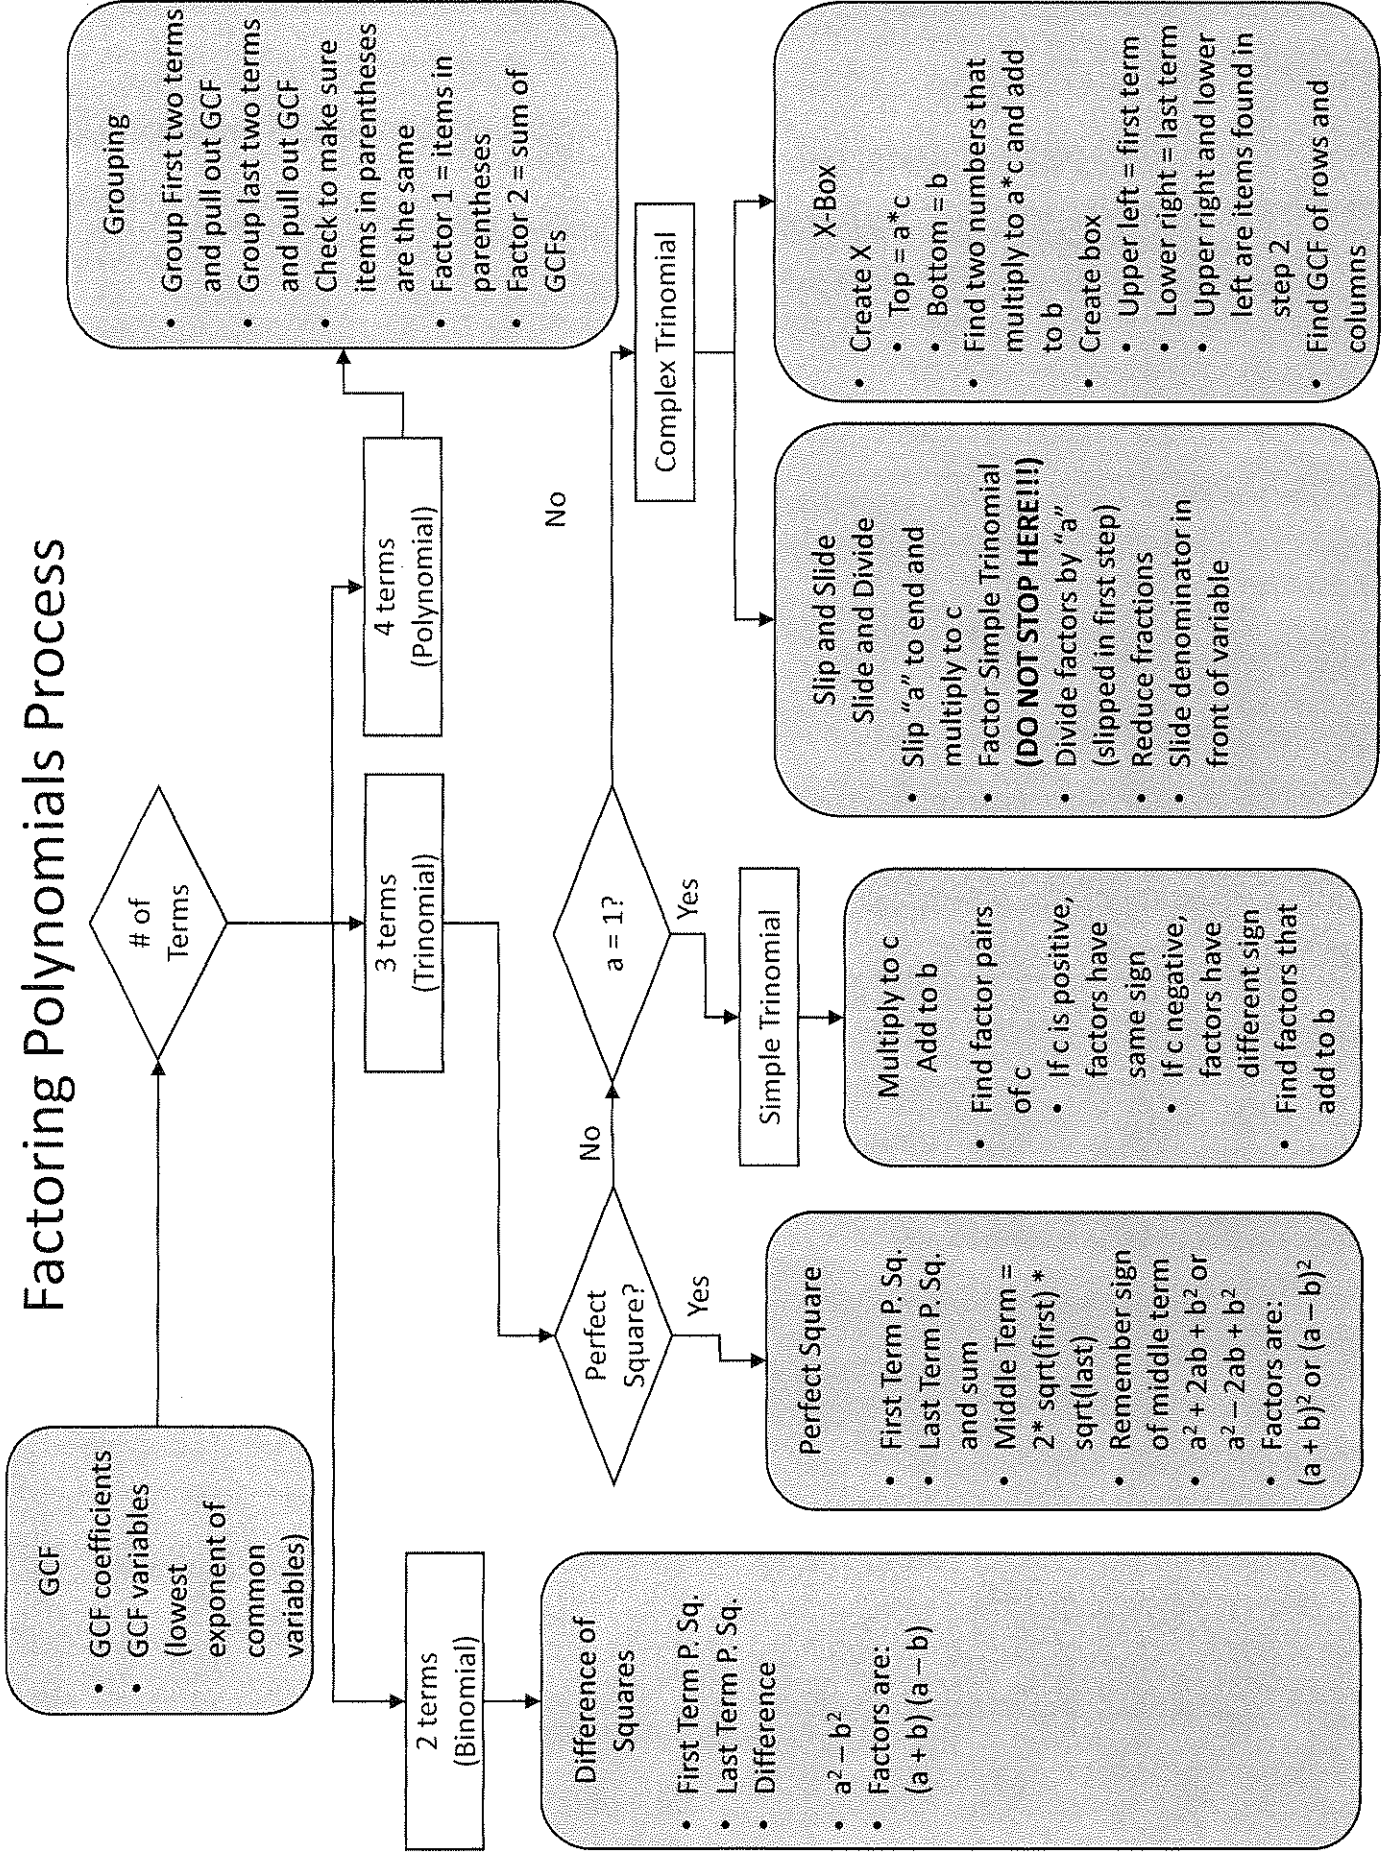 Factoring Polynomials Process
GCF
• GCF coefficients
• GCF variables
(lowest
exponent of
common
variables)
# of
Terms
2 terms
(Binomial)
3 terms
(Trinomial)
4 terms
(Polynomial)
Grouping
• Group First two terms
and pull out GCF
• Group last two terms
and pull out GCF
• Check to make sure
items in parentheses
are the same
• Factor 1 = items in
parentheses
• Factor 2 = sum of
GCFs
Difference of
Squares
• First Term P. Sq.
• Last Term P. Sq.
• Difference
• a² – b²
• Factors are:
(a + b) (a – b)
Perfect
Square?
Yes
No
Perfect Square
• First Term P. Sq.
• Last Term P. Sq.
and sum
• Middle Term =
2* sqrt(first) *
sqrt(last)
• Remember sign
of middle term
• a² + 2ab + b² or
a² – 2ab + b²
• Factors are:
(a + b)² or (a – b)²
a = 1?
Yes
No
Simple Trinomial
Multiply to c
Add to b
• Find factor pairs
of c
• If c is positive,
factors have
same sign
• If c negative,
factors have
different sign
• Find factors that
add to b
Complex Trinomial
Slip and Slide
Slide and Divide
• Slip “a” to end and
multiply to c
• Factor Simple Trinomial
(DO NOT STOP HERE!!!)
• Divide factors by “a”
(slipped in first step)
• Reduce fractions
• Slide denominator in
front of variable
X-Box
• Create X
• Top = a*c
• Bottom = b
• Find two numbers that
multiply to a*c and add
to b
• Create box
• Upper left = first term
• Lower right = last term
• Upper right and lower
left are items found in
step 2
• Find GCF of rows and
columns